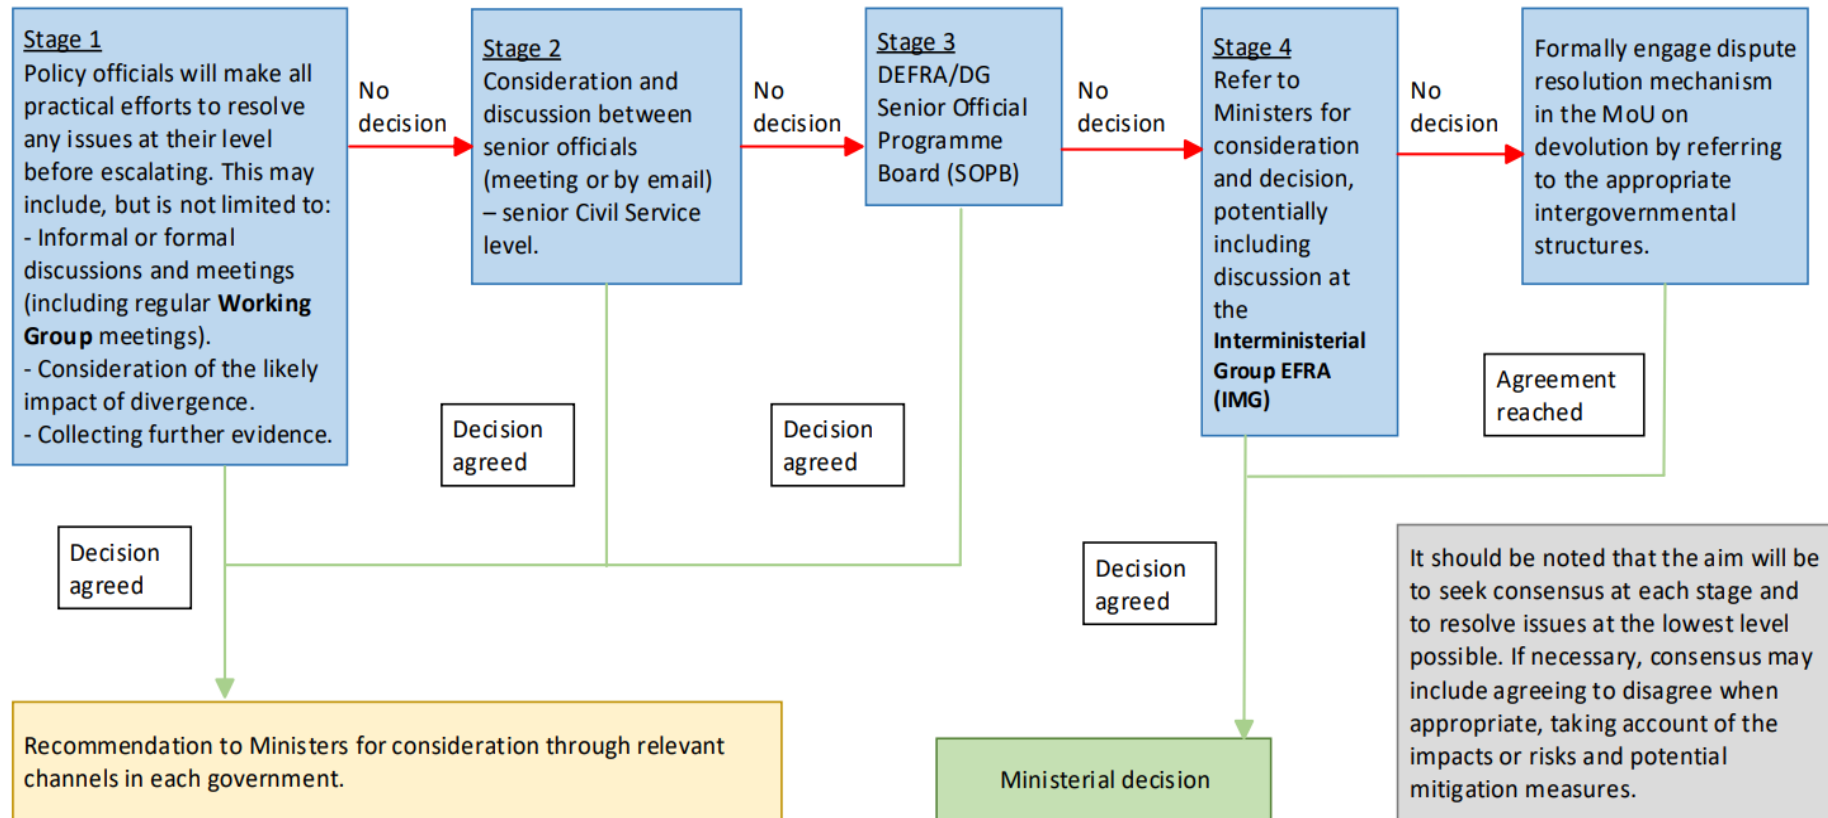 Stage 1
Policy officials will make all
practical efforts to resolve
any issues at their level
before escalating. This may
include, but is not limited to:
- Informal or formal
discussions and meetings
(including regular Working
Group meetings).
- Consideration of the likely
impact of divergence.
- Collecting further evidence.
No
decision
Stage 2
Consideration and
discussion between
senior officials
(meeting or by email)
– senior Civil Service
level.
No
decision
Stage 3
DEFRA/DG
Senior Official
Programme
Board (SOPB)
No
decision
Stage 4
Refer to
Ministers for
consideration
and decision,
potentially
including
discussion at
the
Interministerial
Group EFRA
(IMG)
No
decision
Formally engage dispute
resolution mechanism
in the MoU on
devolution by referring
to the appropriate
intergovernmental
structures.
Decision
agreed
Decision
agreed
Decision
agreed
Decision
agreed
Agreement
reached
Recommendation to Ministers for consideration through relevant
channels in each government.
Ministerial decision
It should be noted that the aim will be
to seek consensus at each stage and
to resolve issues at the lowest level
possible. If necessary, consensus may
include agreeing to disagree when
appropriate, taking account of the
impacts or risks and potential
mitigation measures.